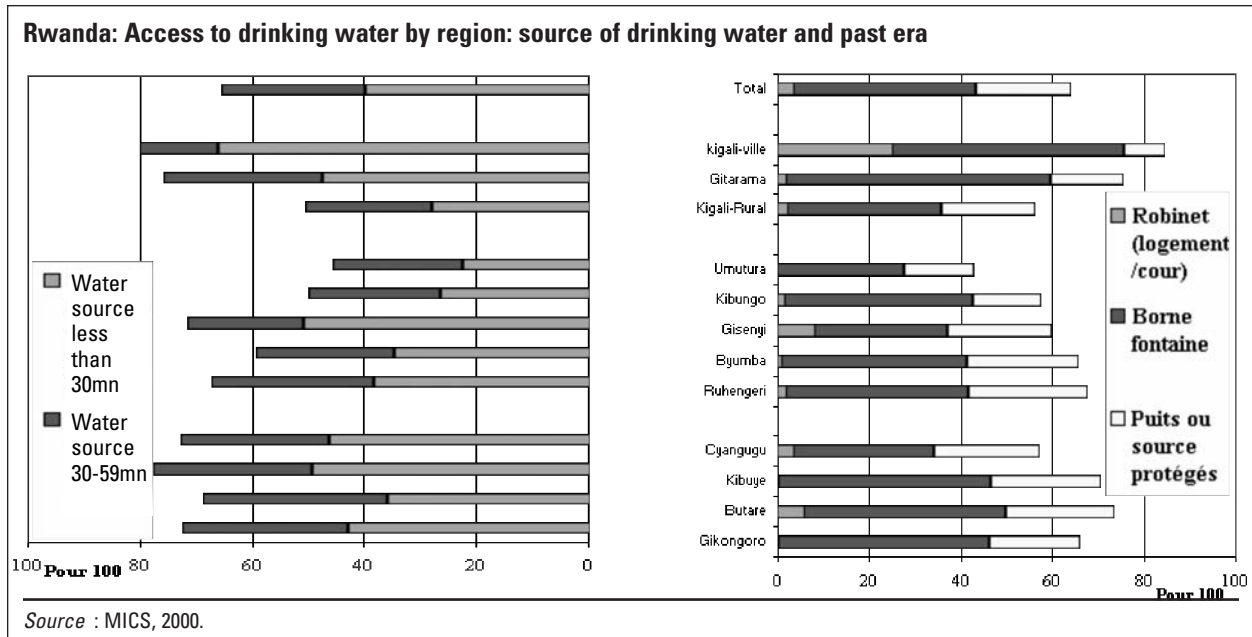 Rwanda: Access to drinking water by region: source of drinking water and past era
Water
source
less
than
30mn
Water
source
30-59mn
100
80
60
40
20
0
Pour 100
Total
kigali-ville
Gitarama
Kigali-Rural
Umutura
Kibungo
Gisenyi
Byumba
Ruhengeri
Cyangugu
Kibuye
Butare
Gikongoro
Robinet
(logement
/cour)
Borne
fontaine
Puits ou
source
protégés
0
20
40
60
80
100
Pour 100
Source : MICS, 2000.